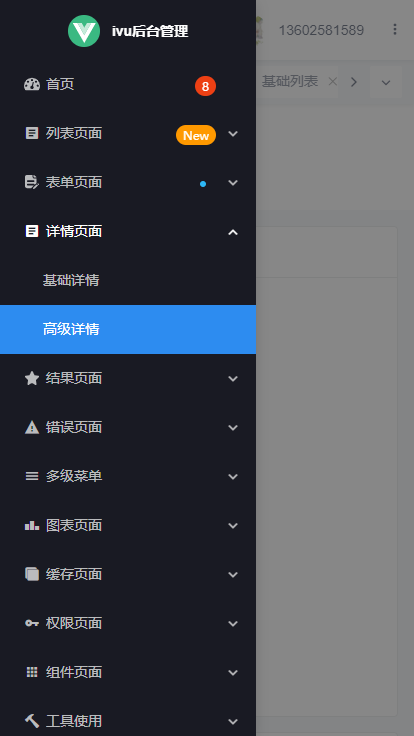 ivu后台管理
13602581589
首页 8
基础列表
列表页面 New
表单页面
详情页面
基础详情
高级详情
结果页面
错误页面
多级菜单
图表页面
缓存页面
权限页面
组件页面
工具使用